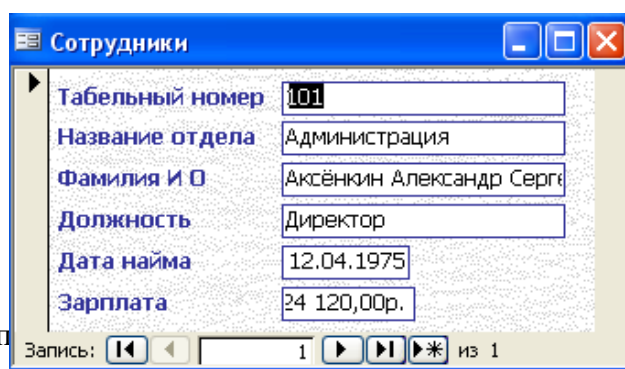 Сотрудники
Табельный номер 101
Название отдела Администрация
Фамилия И О Аксёнкин Александр Серге
Должность Директор
Дата найма 12.04.1975
Зарплата 24 120,00р.
П
Запись: 1 из 1